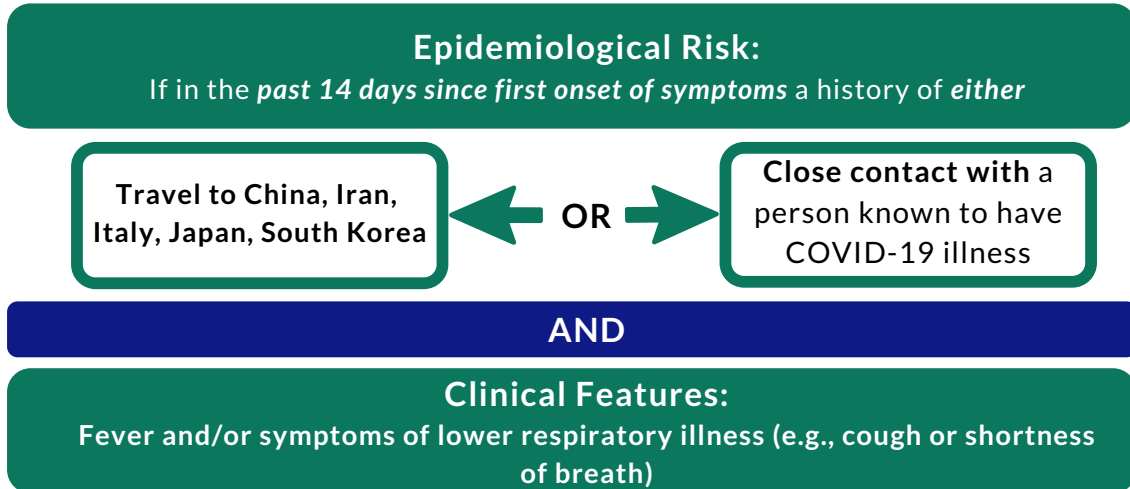 Epidemiological Risk:
If in the past 14 days since first onset of symptoms a history of either
Travel to China, Iran,
Italy, Japan, South Korea
OR
Close contact with a
person known to have
COVID-19 illness
AND
Clinical Features:
Fever and/or symptoms of lower respiratory illness (e.g., cough or shortness
of breath)